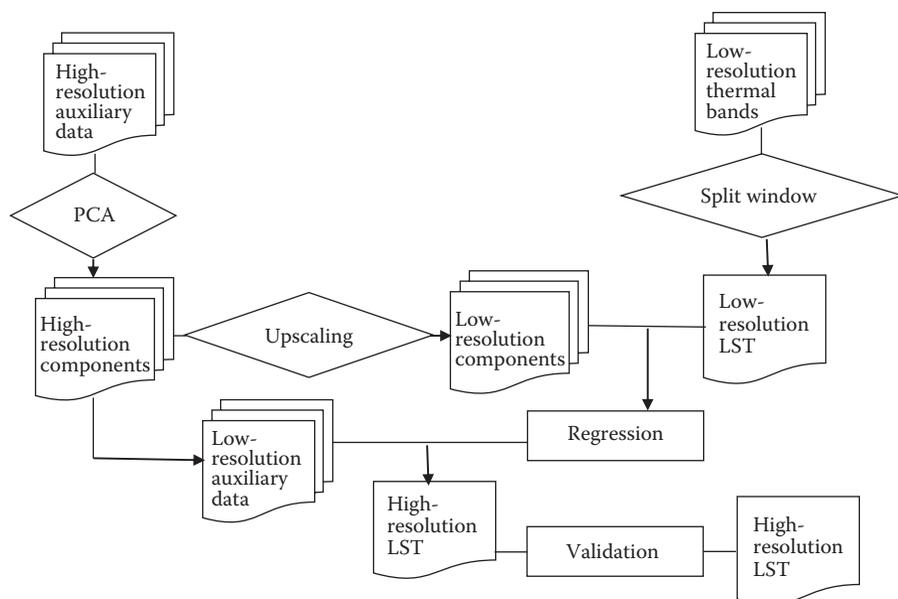 High-
resolution
auxiliary
data
Low-
resolution
thermal
bands
PCA
Split window
High-
resolution
components
Upscaling
Low-
resolution
components
Low-
resolution
LST
Low-
resolution
auxiliary
data
Regression
High-
resolution
LST
Validation
High-
resolution
LST